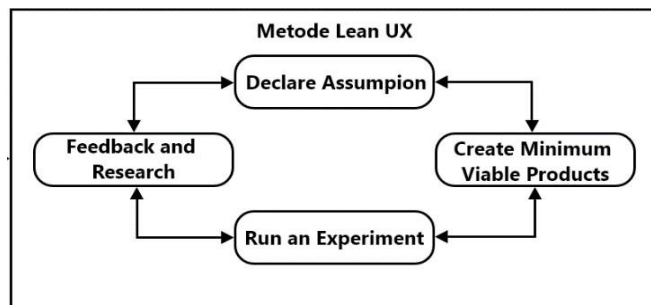 Metode Lean UX
Declare Assumpion
Feedback and
Research
Create Minimum
Viable Products
Run an Experiment